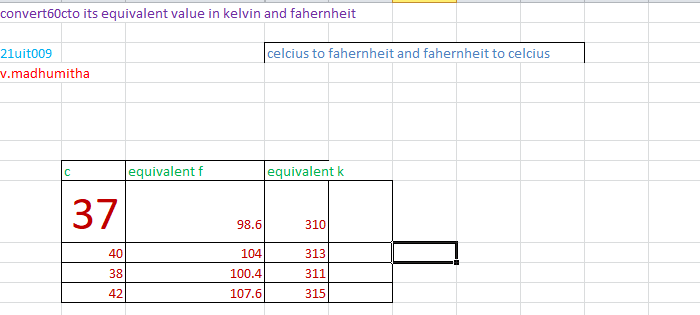 convert60cto its equivalent value in kelvin and fahernheit
21uit009 celcius to fahernheit and fahernheit to celcius
v.madhumitha
c equivalent f equivalent k
37 98.6 310
40 104 313
38 100.4 311
42 107.6 315